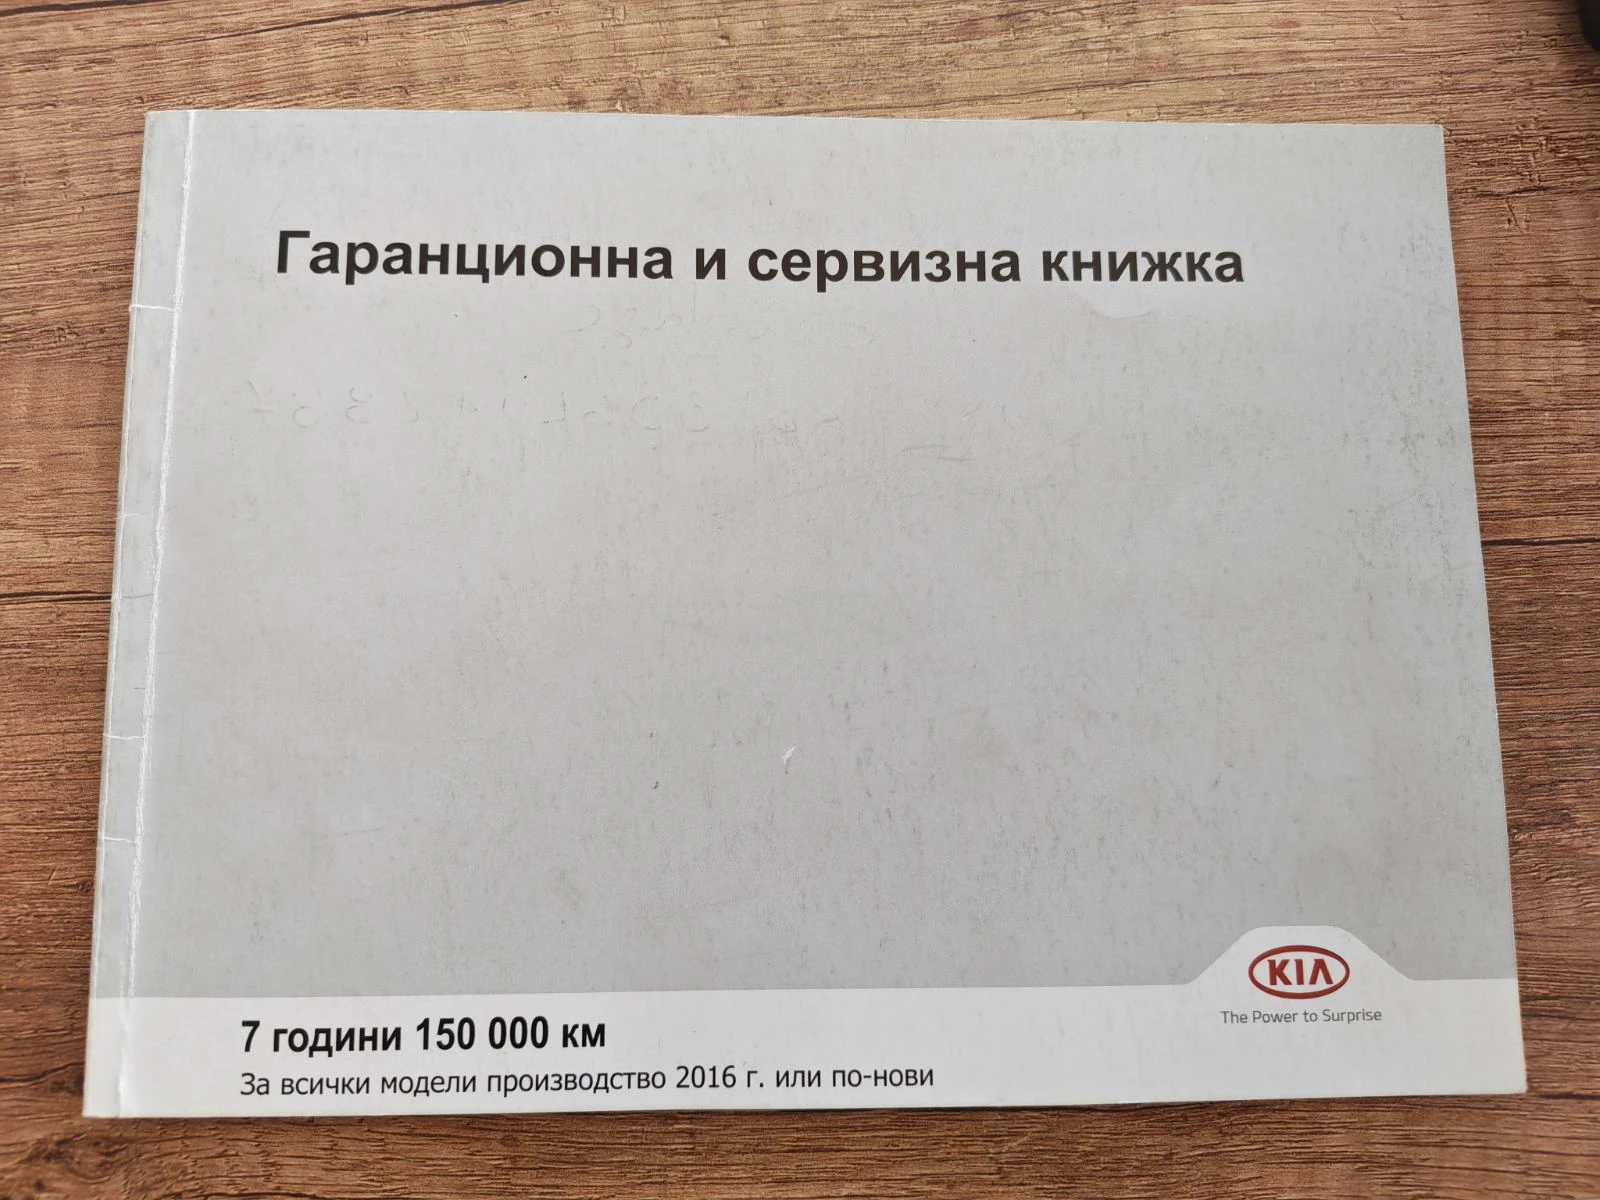 Гаранционна и сервизна книжка
KIA
The Power to Surprise
7 години 150 000 км
За всички модели производство 2016 г. или по-нови